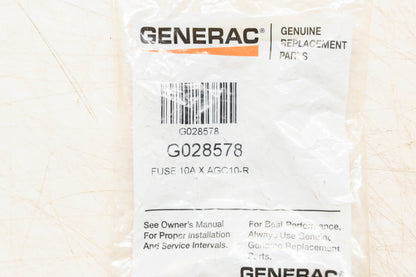 GENERAC®
GENUINE
REPLACEMENT
PARTS
G028578
G028578
FUSE 10A X AGC10-R
See Owner's Manual
For Proper Installation
And Service Intervals.
For Best Performance,
Always Use Genuine
Genuine Replacement
Parts.
GENERAC